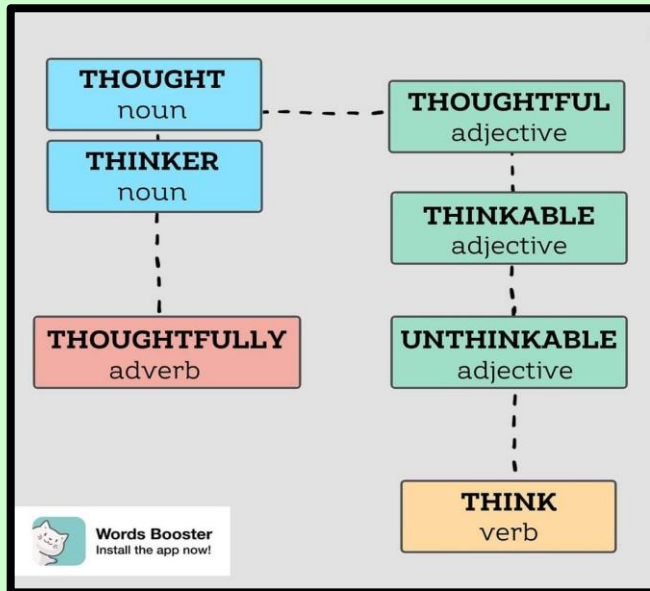 THOUGHT
noun
THINKER
noun
THOUGHTFULLY
adverb
THOUGHTFUL
adjective
THINKABLE
adjective
UNTHINKABLE
adjective
THINK
verb
Words Booster
Install the app now!